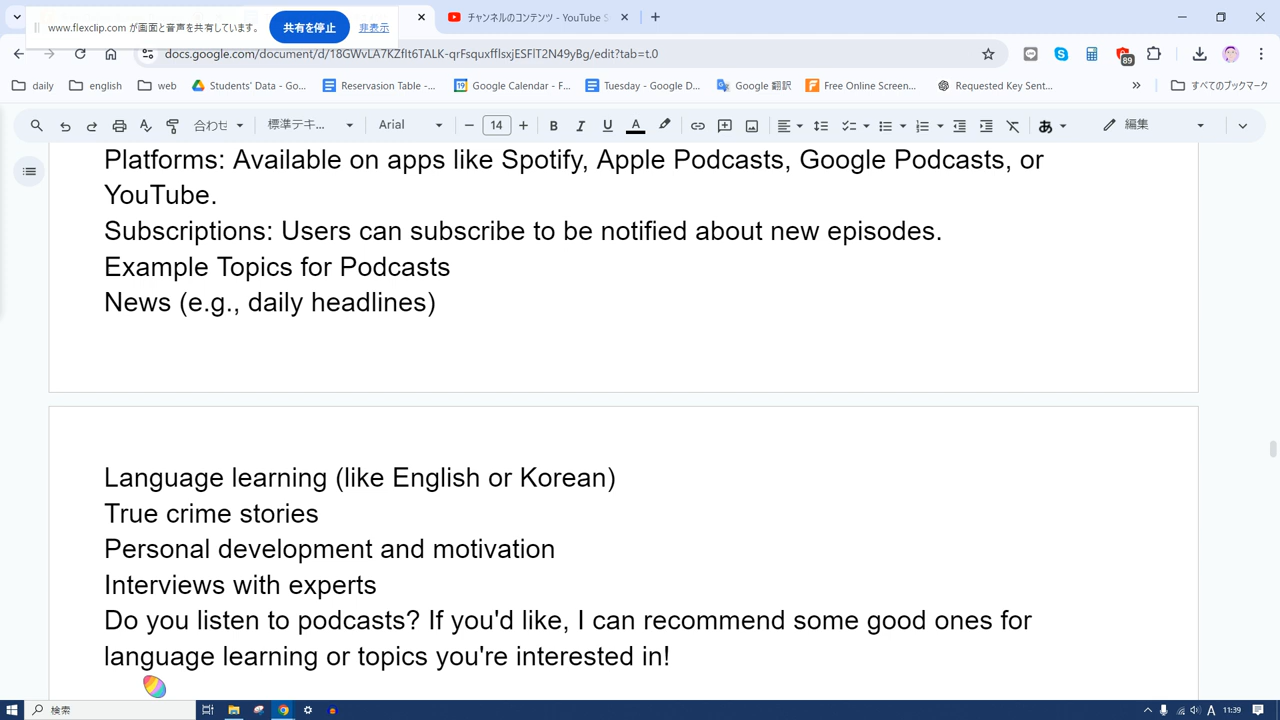 www.flexclip.com が画面と音声を共有しています。
共有を停止
非表示
チャンネルのコンテンツ - YouTube S
docs.google.com/document/d/18GWvLA7KZflt6TALK-qrFsquxfflsxjESFlT2N49yBg/edit?tab=t.0
89
daily
english
web
Students' Data - Go...
Reservasion Table -...
Google Calendar - F...
Tuesday - Google D...
Google 翻訳
Free Online Screen...
Requested Key Sent...
すべてのブックマーク
合わせ
標準テキ...
Arial
14
編集
Platforms: Available on apps like Spotify, Apple Podcasts, Google Podcasts, or
YouTube.
Subscriptions: Users can subscribe to be notified about new episodes.
Example Topics for Podcasts
News (e.g., daily headlines)
Language learning (like English or Korean)
True crime stories
Personal development and motivation
Interviews with experts
Do you listen to podcasts? If you'd like, I can recommend some good ones for
language learning or topics you're interested in!
検索
A
11:39